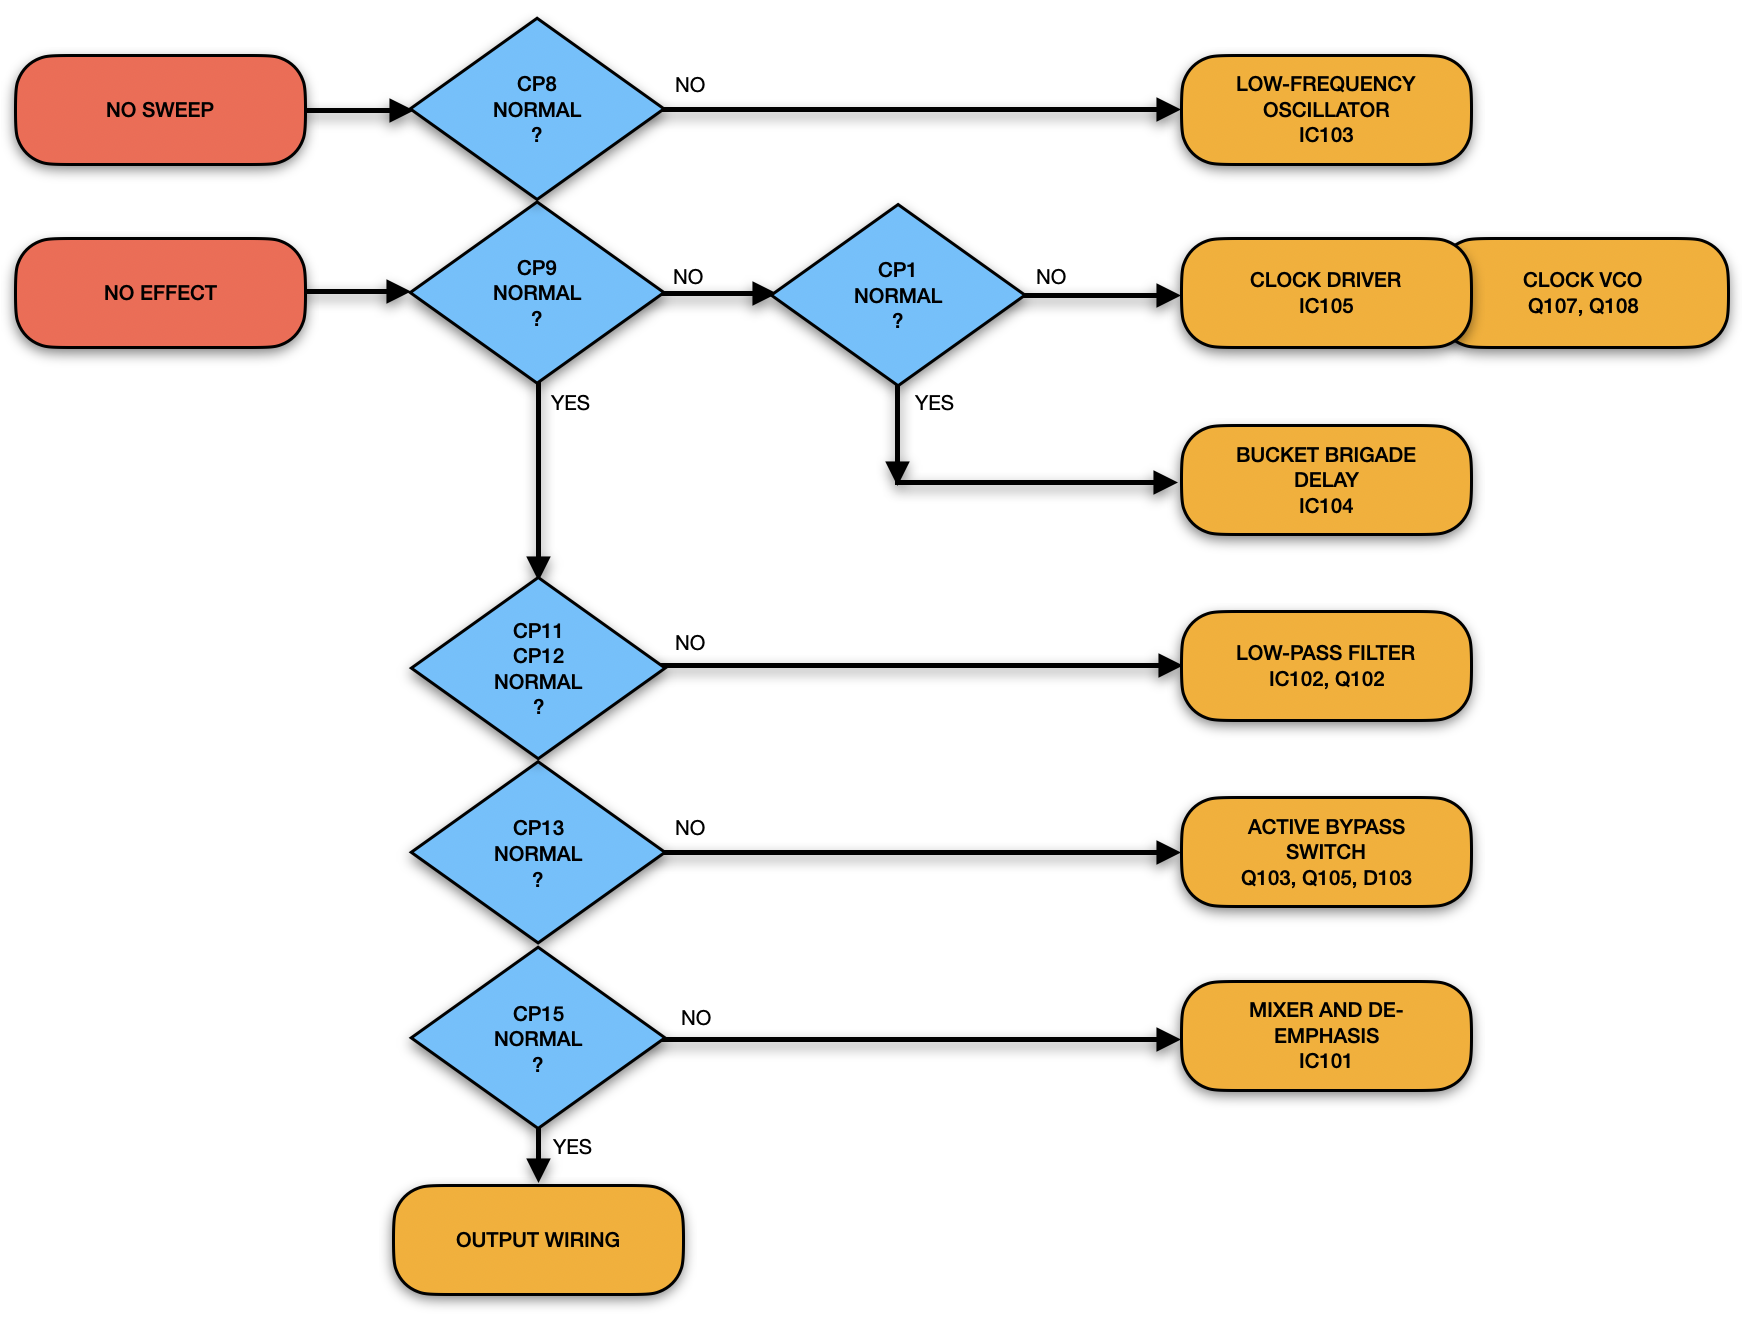 NO SWEEP
CP8
NORMAL
?
NO
LOW-FREQUENCY
OSCILLATOR
IC103
NO EFFECT
CP9
NORMAL
?
NO
CP1
NORMAL
?
NO
CLOCK DRIVER
IC105
CLOCK VCO
Q107, Q108
YES
YES
BUCKET BRIGADE
DELAY
IC104
CP11
CP12
NORMAL
?
NO
LOW-PASS FILTER
IC102, Q102
CP13
NORMAL
?
NO
ACTIVE BYPASS
SWITCH
Q103, Q105, D103
CP15
NORMAL
?
NO
MIXER AND DE-
EMPHASIS
IC101
YES
OUTPUT WIRING